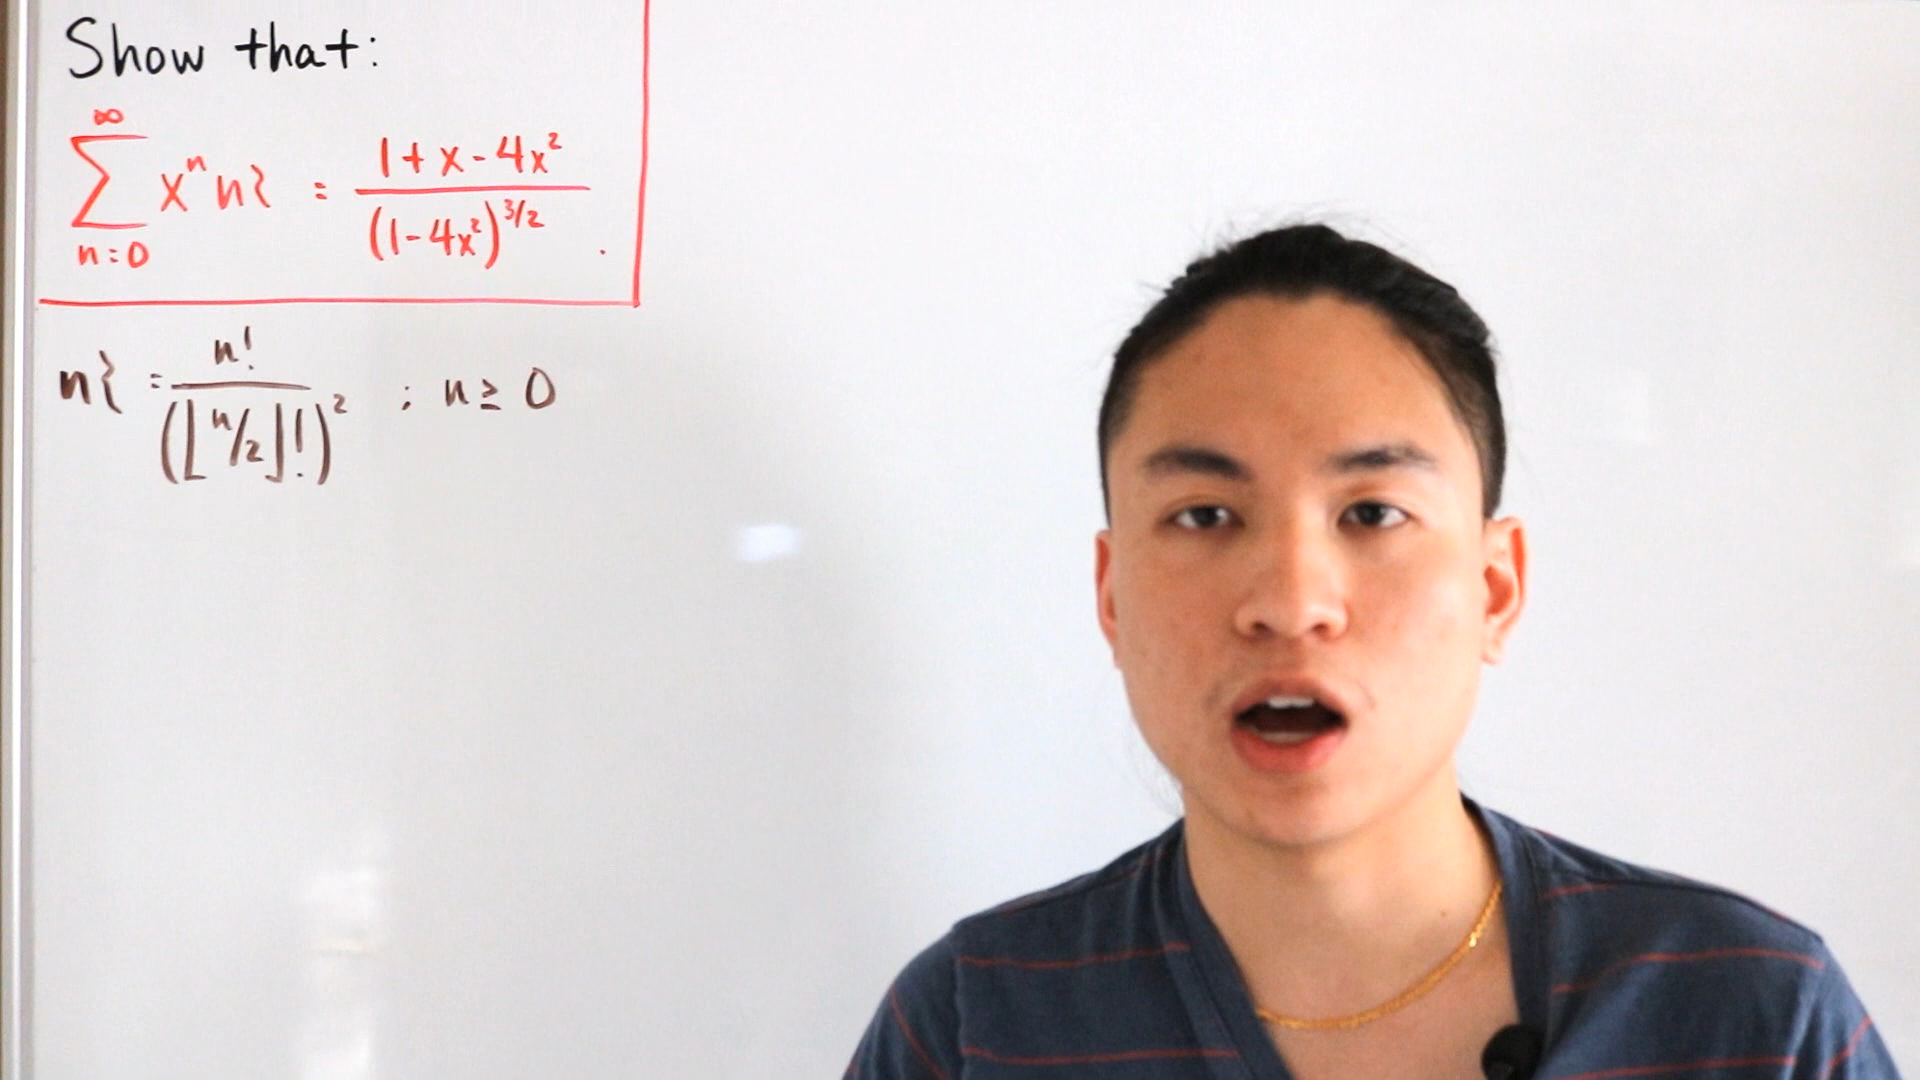 Show that:
∞
∑ xⁿ n≀ = (1 + x - 4x²) / (1 - 4x²)^(3/2) .
n=0
n≀ = n! / (⌊n/2⌋!)² ; n ≥ 0